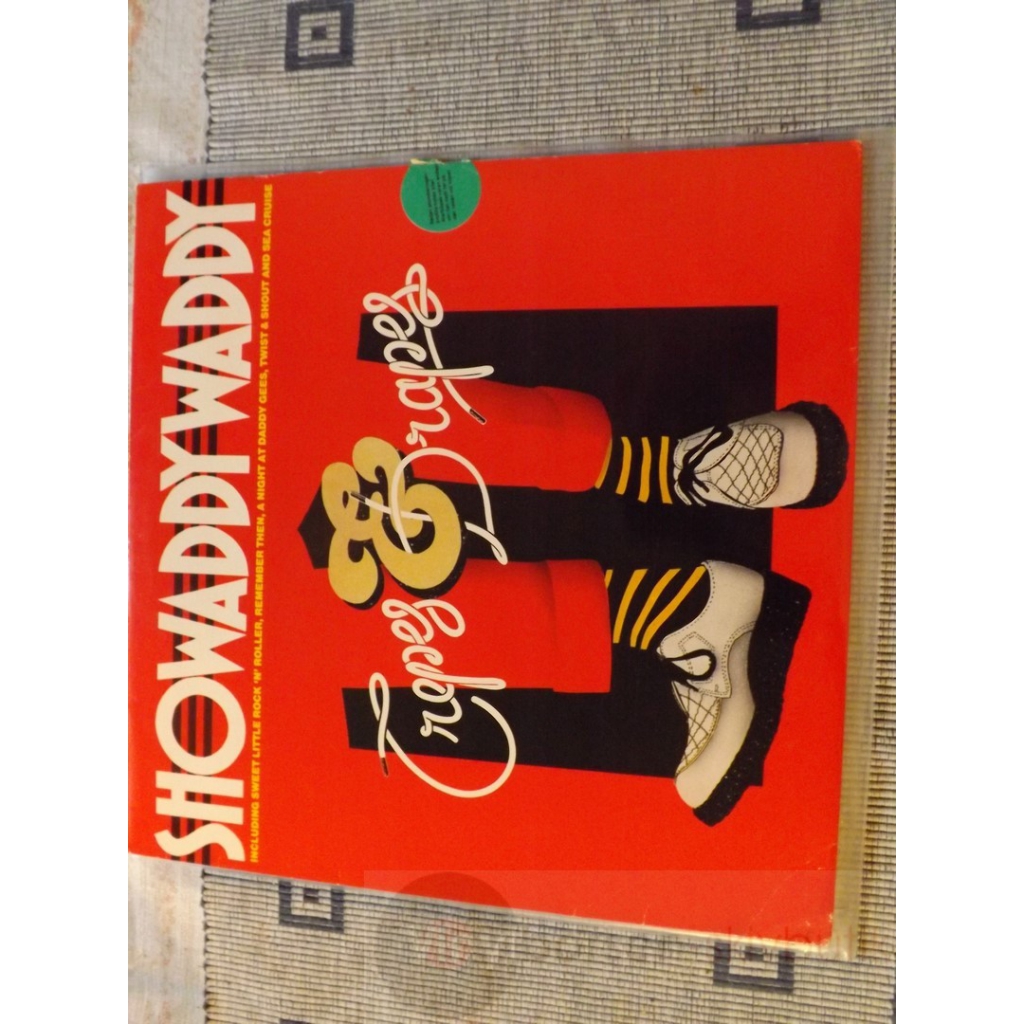 SHOWADDYWADDY
INCLUDING SWEET LITTLE ROCK 'N' ROLLER, REMEMBER THEN, A NIGHT AT DADDY GEES, TWIST & SHOUT AND SEA CRUISE
Crepes & Drapes